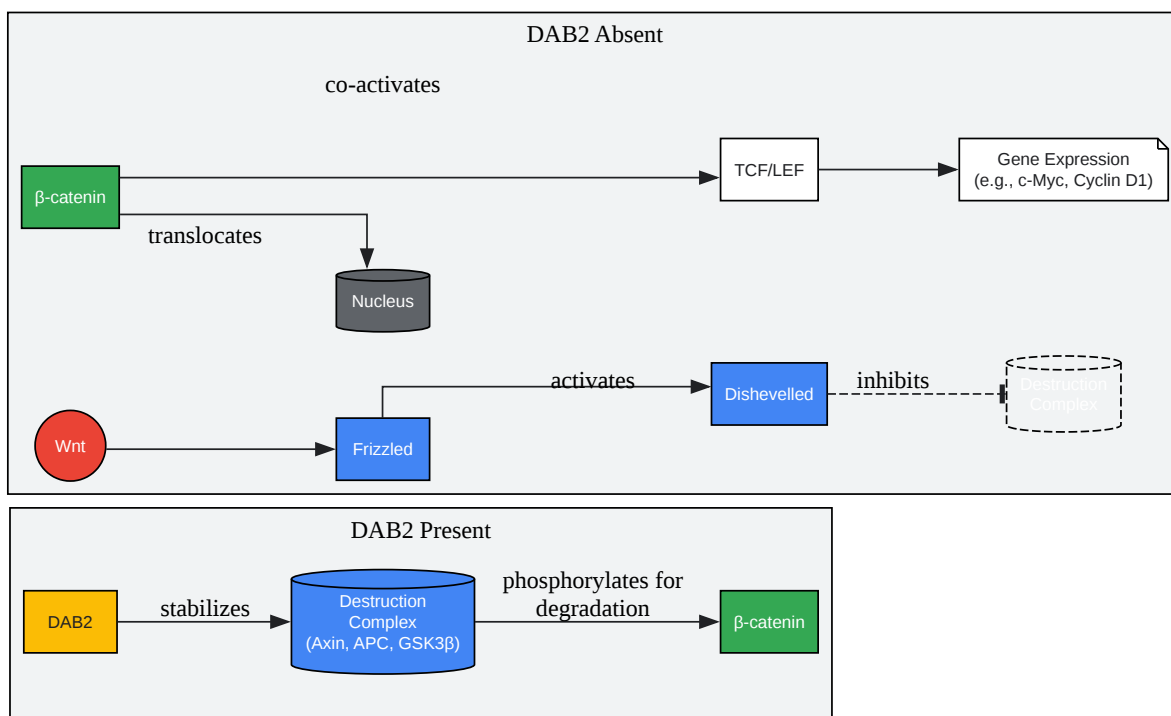 DAB2 Absent
co-activates
β-catenin
TCF/LEF
Gene Expression
(e.g., c-Myc, Cyclin D1)
translocates
Nucleus
activates
Dishevelled
inhibits
Destruction
Complex
Wnt
Frizzled
DAB2 Present
DAB2
stabilizes
Destruction
Complex
(Axin, APC, GSK3β)
phosphorylates for
degradation
β-catenin